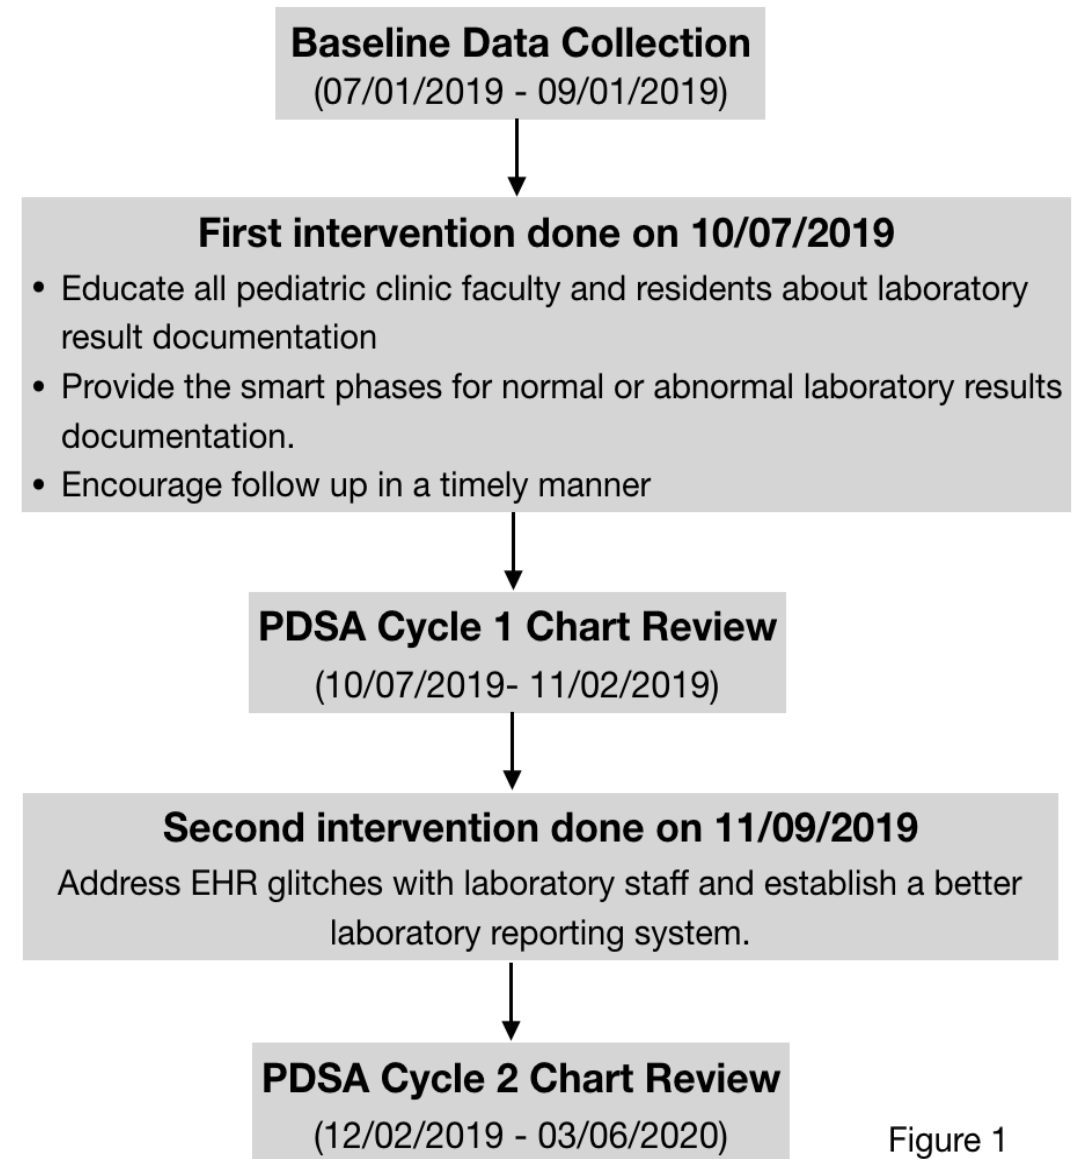 Baseline Data Collection
(07/01/2019 - 09/01/2019)
First intervention done on 10/07/2019
• Educate all pediatric clinic faculty and residents about laboratory
result documentation
• Provide the smart phases for normal or abnormal laboratory results
documentation.
• Encourage follow up in a timely manner
PDSA Cycle 1 Chart Review
(10/07/2019- 11/02/2019)
Second intervention done on 11/09/2019
Address EHR glitches with laboratory staff and establish a better
laboratory reporting system.
PDSA Cycle 2 Chart Review
(12/02/2019 - 03/06/2020)
Figure 1